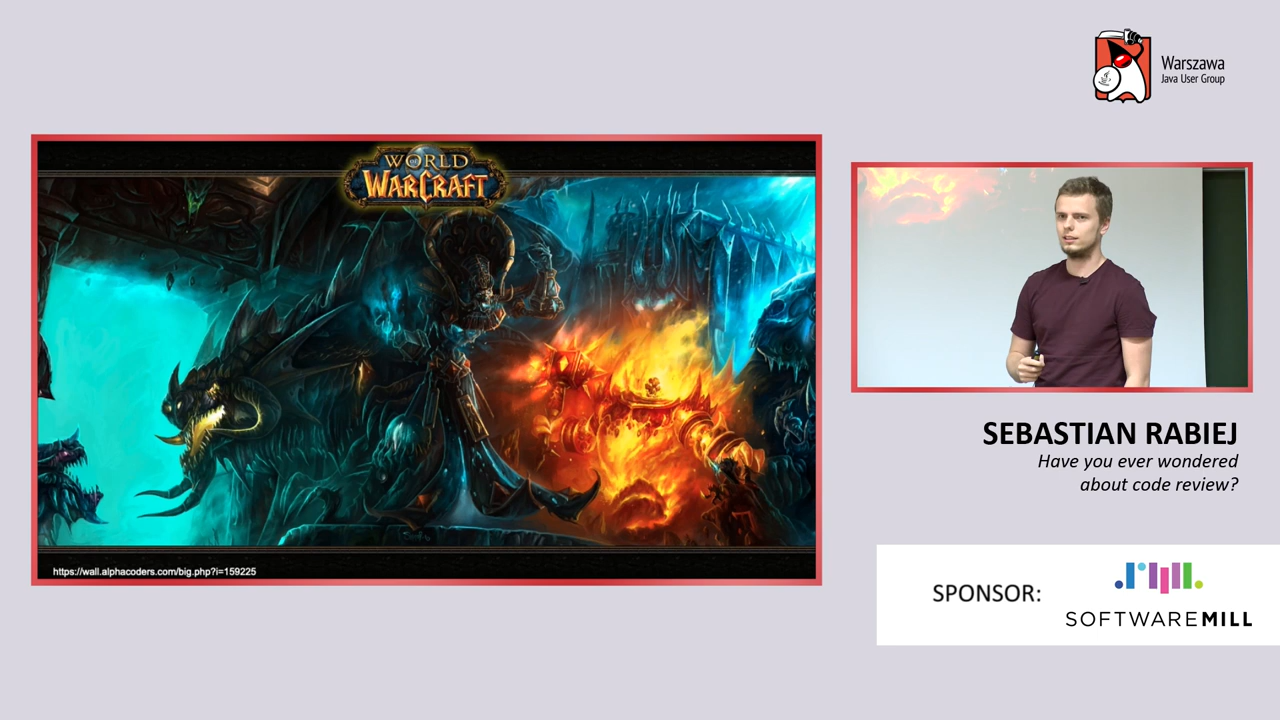 Warszawa
Java User Group
WORLD
WARCRAFT
https://wall.alphacoders.com/big.php?i=159225
SEBASTIAN RABIEJ
Have you ever wondered
about code review?
SPONSOR:
SOFTWAREMILL